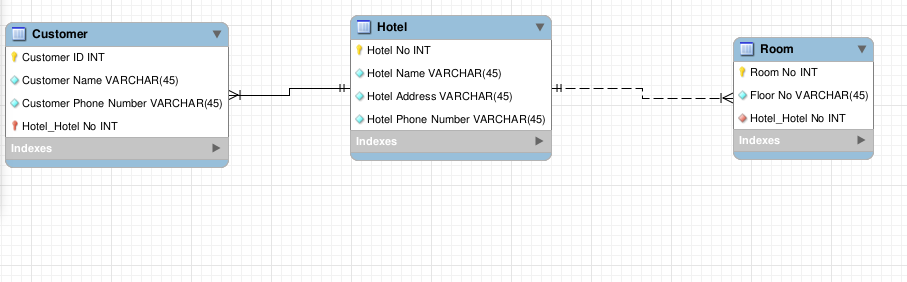 Customer
Customer ID INT
Customer Name VARCHAR(45)
Customer Phone Number VARCHAR(45)
Hotel_Hotel No INT
Indexes
Hotel
Hotel No INT
Hotel Name VARCHAR(45)
Hotel Address VARCHAR(45)
Hotel Phone Number VARCHAR(45)
Indexes
Room
Room No INT
Floor No VARCHAR(45)
Hotel_Hotel No INT
Indexes